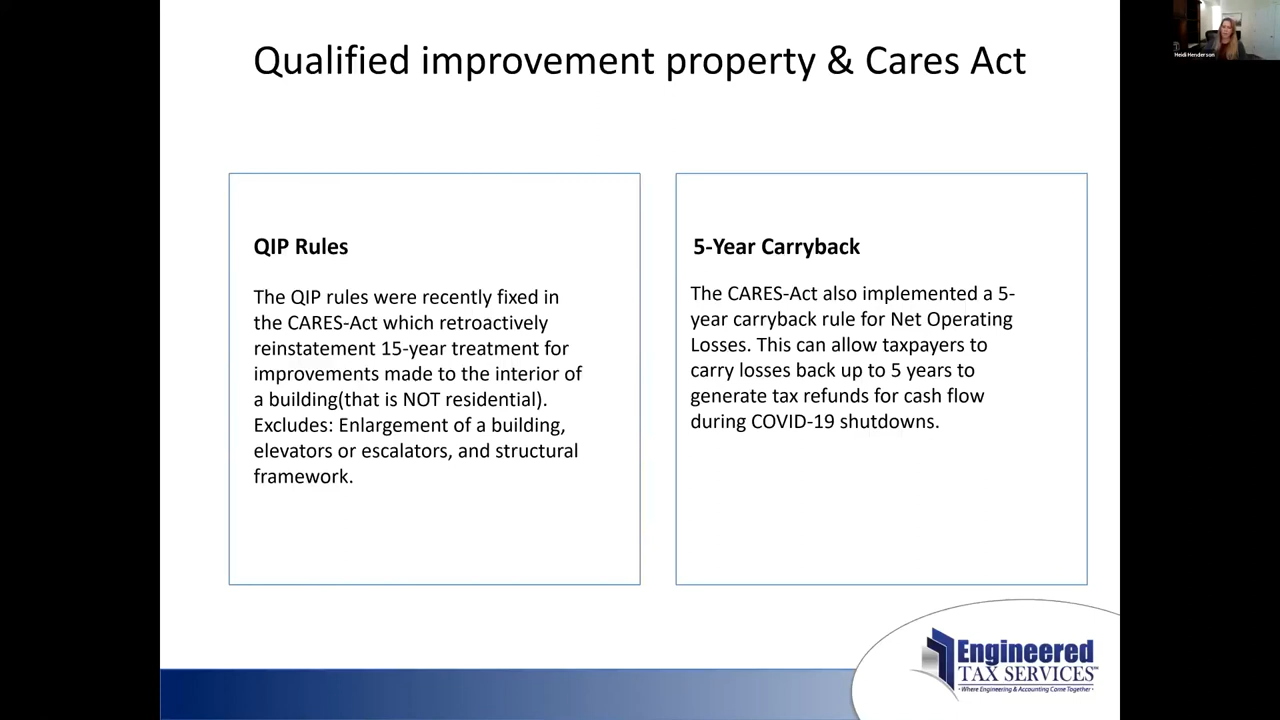 Qualified improvement property & Cares Act
Heidi Henderson
QIP Rules
The QIP rules were recently fixed in
the CARES-Act which retroactively
reinstatement 15-year treatment for
improvements made to the interior of
a building(that is NOT residential).
Excludes: Enlargement of a building,
elevators or escalators, and structural
framework.
5-Year Carryback
The CARES-Act also implemented a 5-
year carryback rule for Net Operating
Losses. This can allow taxpayers to
carry losses back up to 5 years to
generate tax refunds for cash flow
during COVID-19 shutdowns.
Engineered
TAX SERVICES™
• Where Engineering & Accounting Come Together •